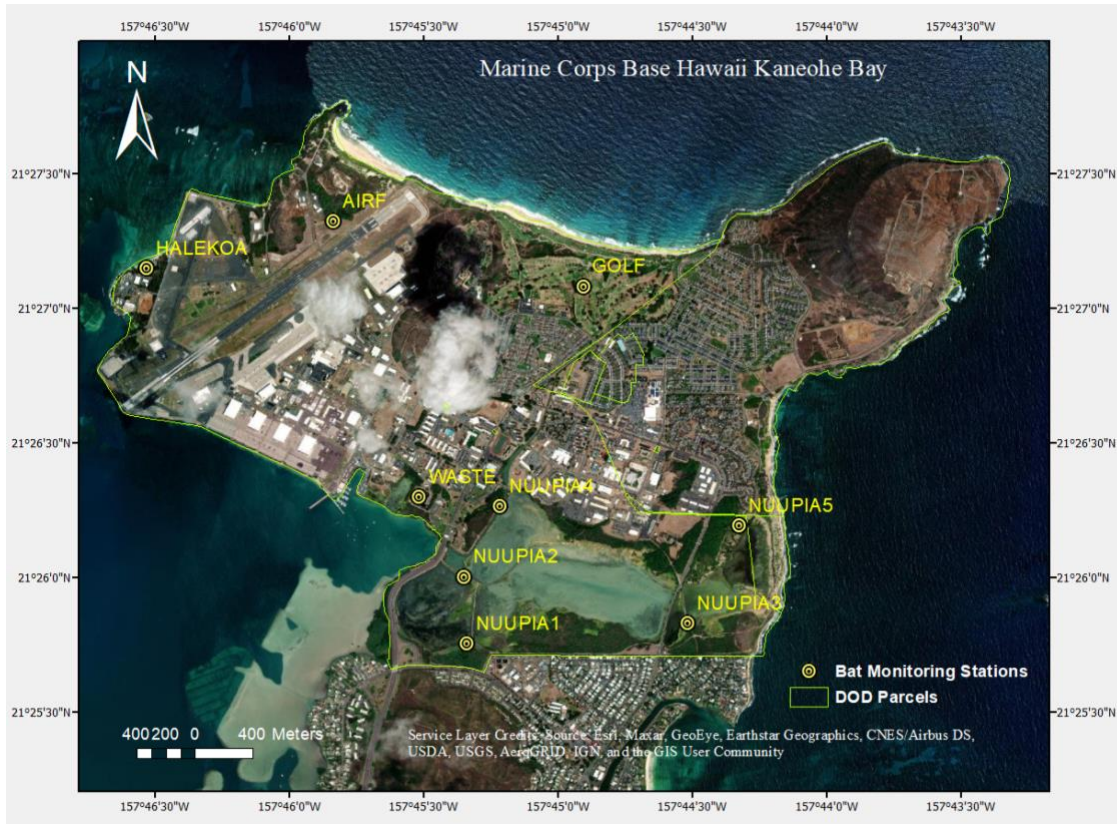 157°46'30"W 157°46'0"W 157°45'30"W 157°45'0"W 157°44'30"W 157°44'0"W 157°43'30"W
N
Marine Corps Base Hawaii Kaneohe Bay
21°27'30"N 21°27'30"N
AIRF
HALEKOA
GOLF
21°27'0"N 21°27'0"N
21°26'30"N 21°26'30"N
WASTE
NUUPIA4
NUUPIA5
NUUPIA2
21°26'0"N 21°26'0"N
NUUPIA3
NUUPIA1
Bat Monitoring Stations
DOD Parcels
21°25'30"N 21°25'30"N
400 200 0 400 Meters
Service Layer Credits: Source: Esri, Maxar, GeoEye, Earthstar Geographics, CNES/Airbus DS,
USDA, USGS, AeroGRID, IGN, and the GIS User Community
157°46'30"W 157°46'0"W 157°45'30"W 157°45'0"W 157°44'30"W 157°44'0"W 157°43'30"W